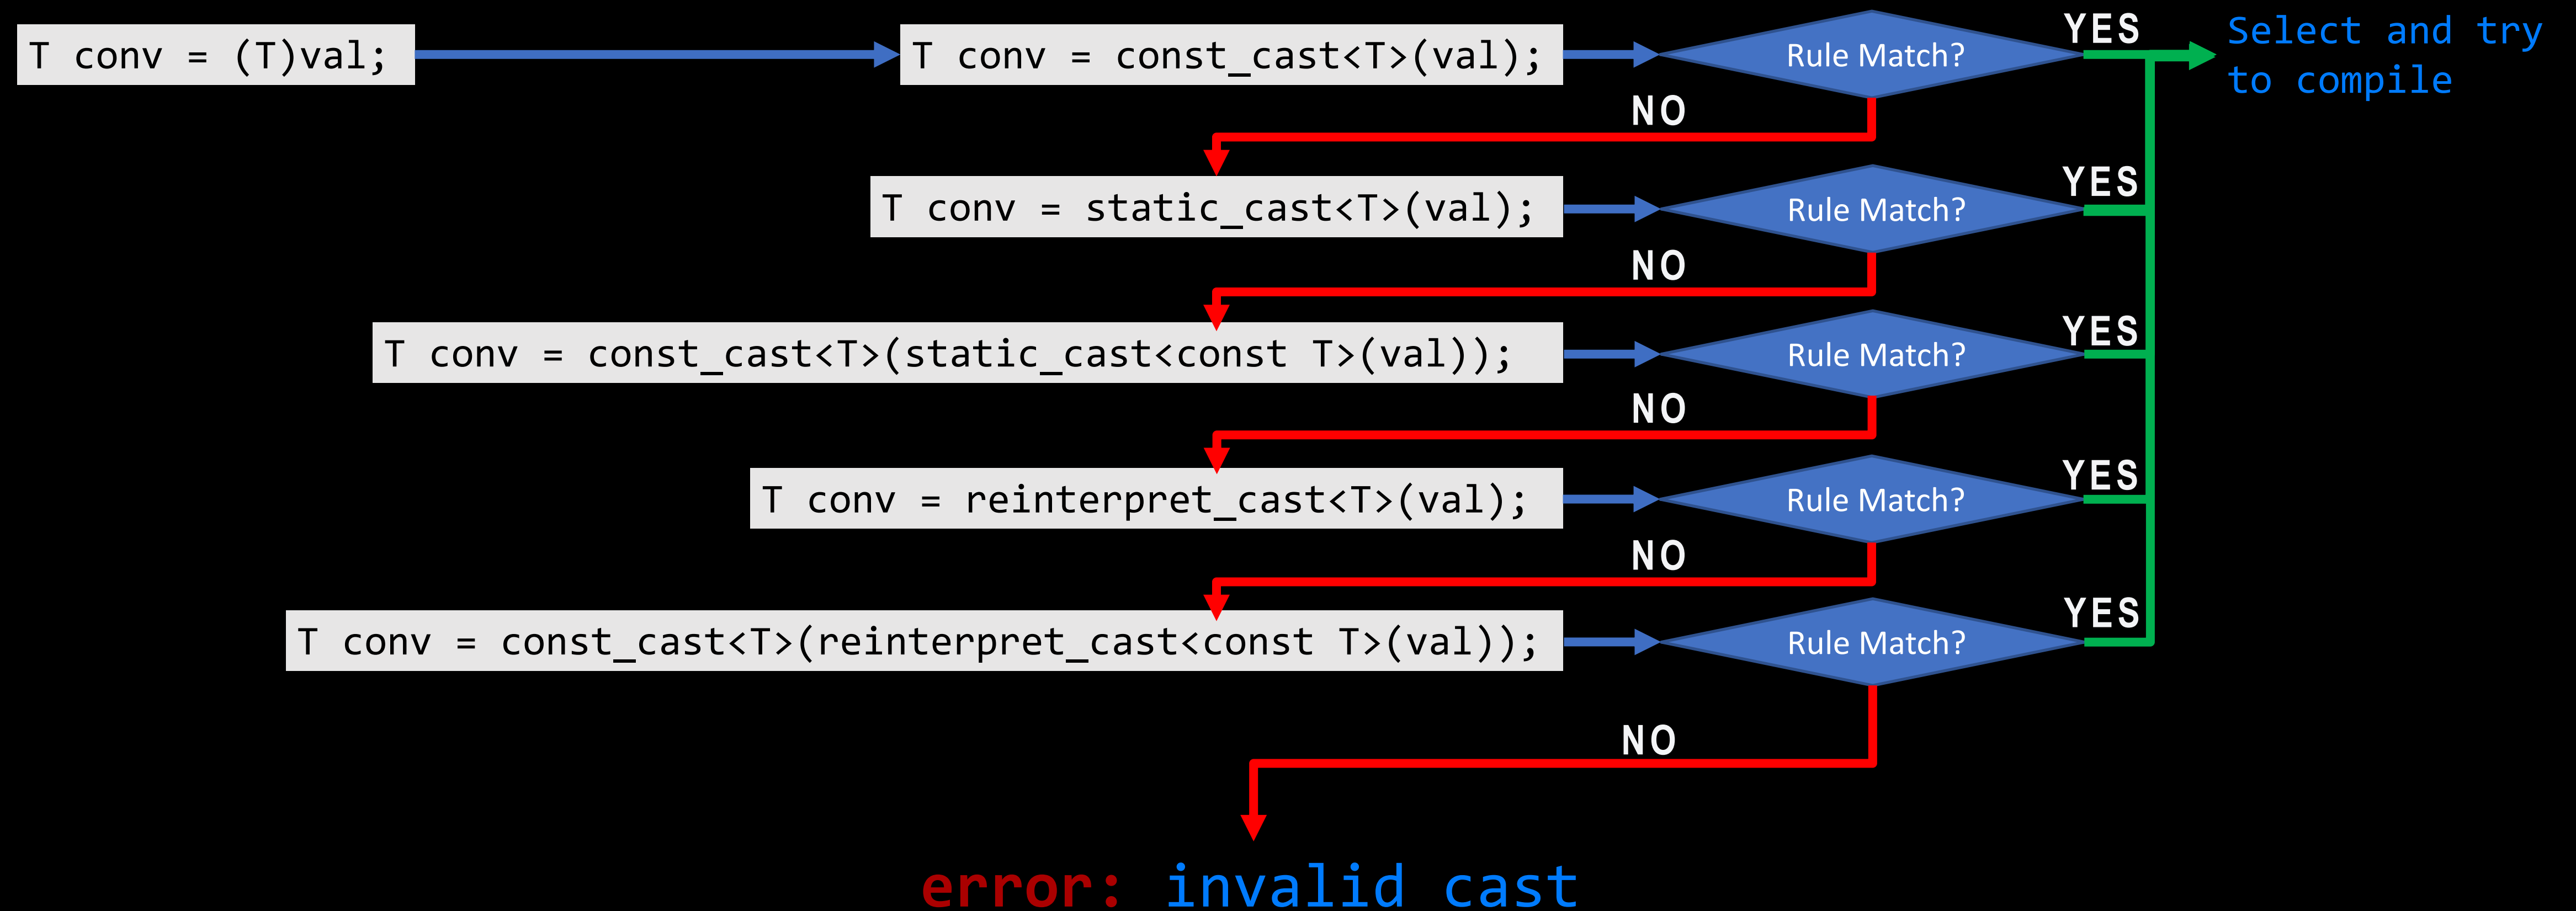 T conv = (T)val;
T conv = const_cast<T>(val);
Rule Match?
YES
Select and try
to compile
NO
T conv = static_cast<T>(val);
Rule Match?
YES
NO
T conv = const_cast<T>(static_cast<const T>(val));
Rule Match?
YES
NO
T conv = reinterpret_cast<T>(val);
Rule Match?
YES
NO
T conv = const_cast<T>(reinterpret_cast<const T>(val));
Rule Match?
YES
NO
error: invalid cast